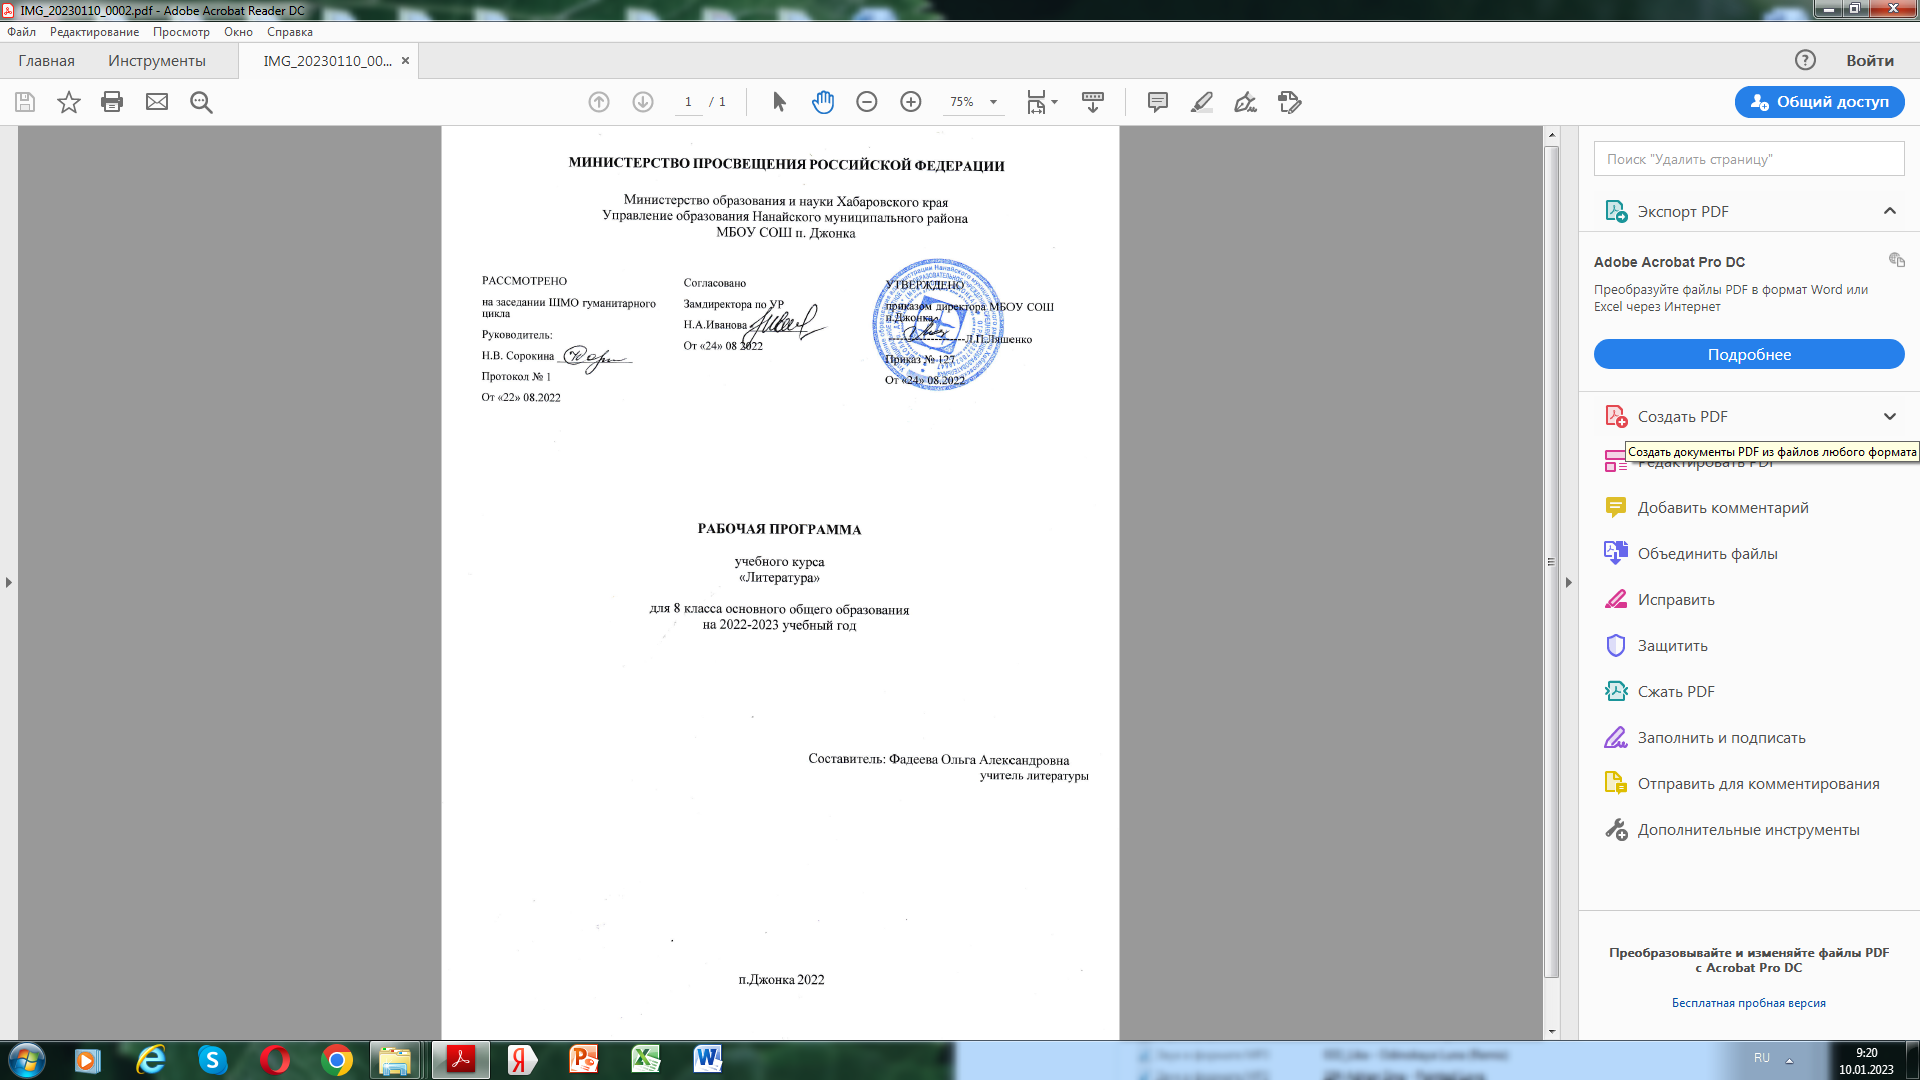 IMG_20230110_0002.pdf - Adobe Acrobat Reader DC
Файл Редактирование Просмотр Окно Справка
Главная Инструменты IMG_20230110_00... ×
Войти
1 / 1 75%
Общий доступ
МИНИСТЕРСТВО ПРОСВЕЩЕНИЯ РОССИЙСКОЙ ФЕДЕРАЦИИ
Министерство образования и науки Хабаровского края
Управление образования Нанайского муниципального района
МБОУ СОШ п. Джонка
РАССМОТРЕНО
на заседании ШМО гуманитарного
цикла
Руководитель:
Н.В. Сорокина
Протокол № 1
От «22» 08.2022
Согласовано
Замдиректора по УР
Н.А.Иванова
От «24» 08 2022
УТВЕРЖДЕНО
приказом директора МБОУ СОШ
п.Джонка
Л.П.Ляшенко
Приказ № 127
От «24» 08.2022
РАБОЧАЯ ПРОГРАММА
учебного курса
«Литература»
для 8 класса основного общего образования
на 2022-2023 учебный год
Составитель: Фадеева Ольга Александровна
учитель литературы
п.Джонка 2022
Поиск "Удалить страницу"
Экспорт PDF
Adobe Acrobat Pro DC
Преобразуйте файлы PDF в формат Word или
Excel через Интернет
Подробнее
Создать PDF
Создать документы PDF из файлов любого формата
Редактировать PDF
Добавить комментарий
Объединить файлы
Исправить
Защитить
Сжать PDF
Заполнить и подписать
Отправить для комментирования
Дополнительные инструменты
Преобразовывайте и изменяйте файлы PDF
с Acrobat Pro DC
Бесплатная пробная версия
RU
9:20
10.01.2023